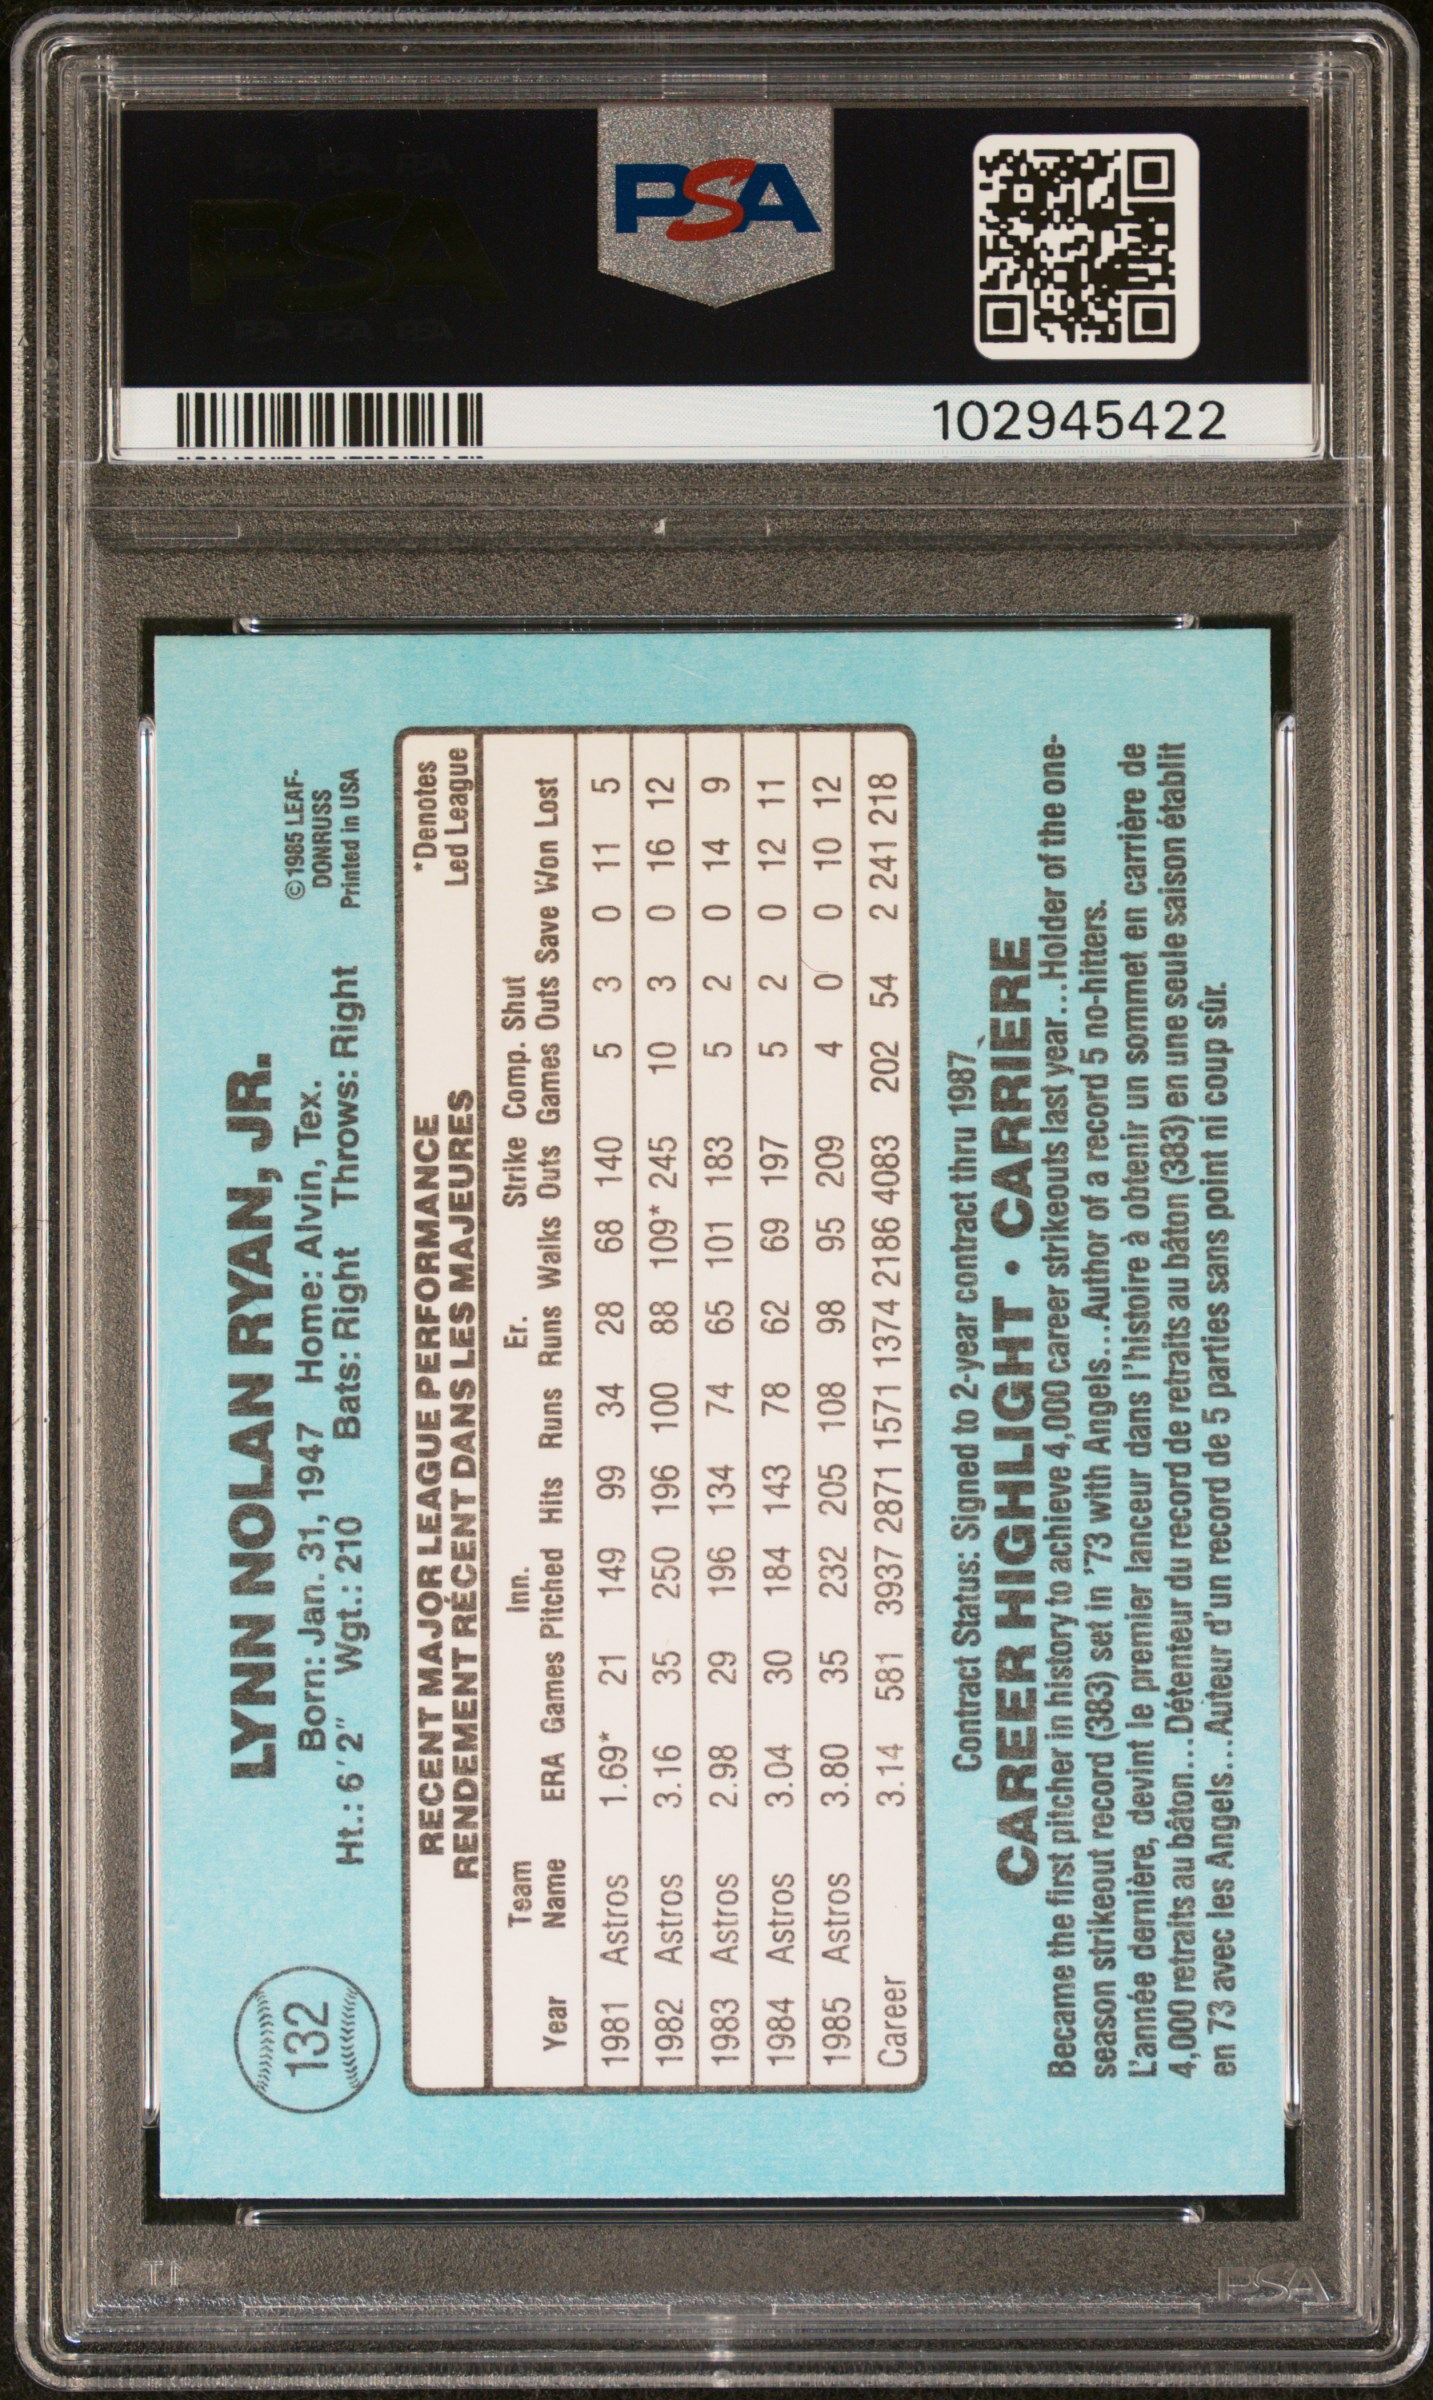 PSA
PSA
102945422
132
LYNN NOLAN RYAN, JR.
Born: Jan. 31, 1947 Home: Alvin, Tex.
Ht.: 6'2" Wgt.: 210 Bats: Right Throws: Right
© 1985 LEAF-
DONRUSS
Printed in USA
RECENT MAJOR LEAGUE PERFORMANCE
RENDEMENT RÉCENT DANS LES MAJEURES
*Denotes
Led League
Team Inn. Er. Strike Comp. Shut
Year Name ERA Games Pitched Hits Runs Runs Walks Outs Games Outs Save Won Lost
1981 Astros 1.69* 21 149 99 34 28 68 140 5 3 0 11 5
1982 Astros 3.16 35 250 196 100 88 109* 245 10 3 0 16 12
1983 Astros 2.98 29 196 134 74 65 101 183 5 2 0 14 9
1984 Astros 3.04 30 184 143 78 62 69 197 5 2 0 12 11
1985 Astros 3.80 35 232 205 108 98 95 209 4 0 0 10 12
Career 3.14 581 3937 2871 1571 1374 2186 4083 202 54 2 241 218
Contract Status: Signed to 2-year contract thru 1987
CAREER HIGHLIGHT • CARRIÈRE
Became the first pitcher in history to achieve 4,000 career strikeouts last year...Holder of the one-
season strikeout record (383) set in '73 with Angels...Author of a record 5 no-hitters.
L'année dernière, devint le premier lanceur dans l'histoire à obtenir un sommet en carrière de
4,000 retraits au bâton...Détenteur du record de retraits au bâton (383) en une seule saison établit
en 73 avec les Angels...Auteur d'un record de 5 parties sans point ni coup sûr.
PSA